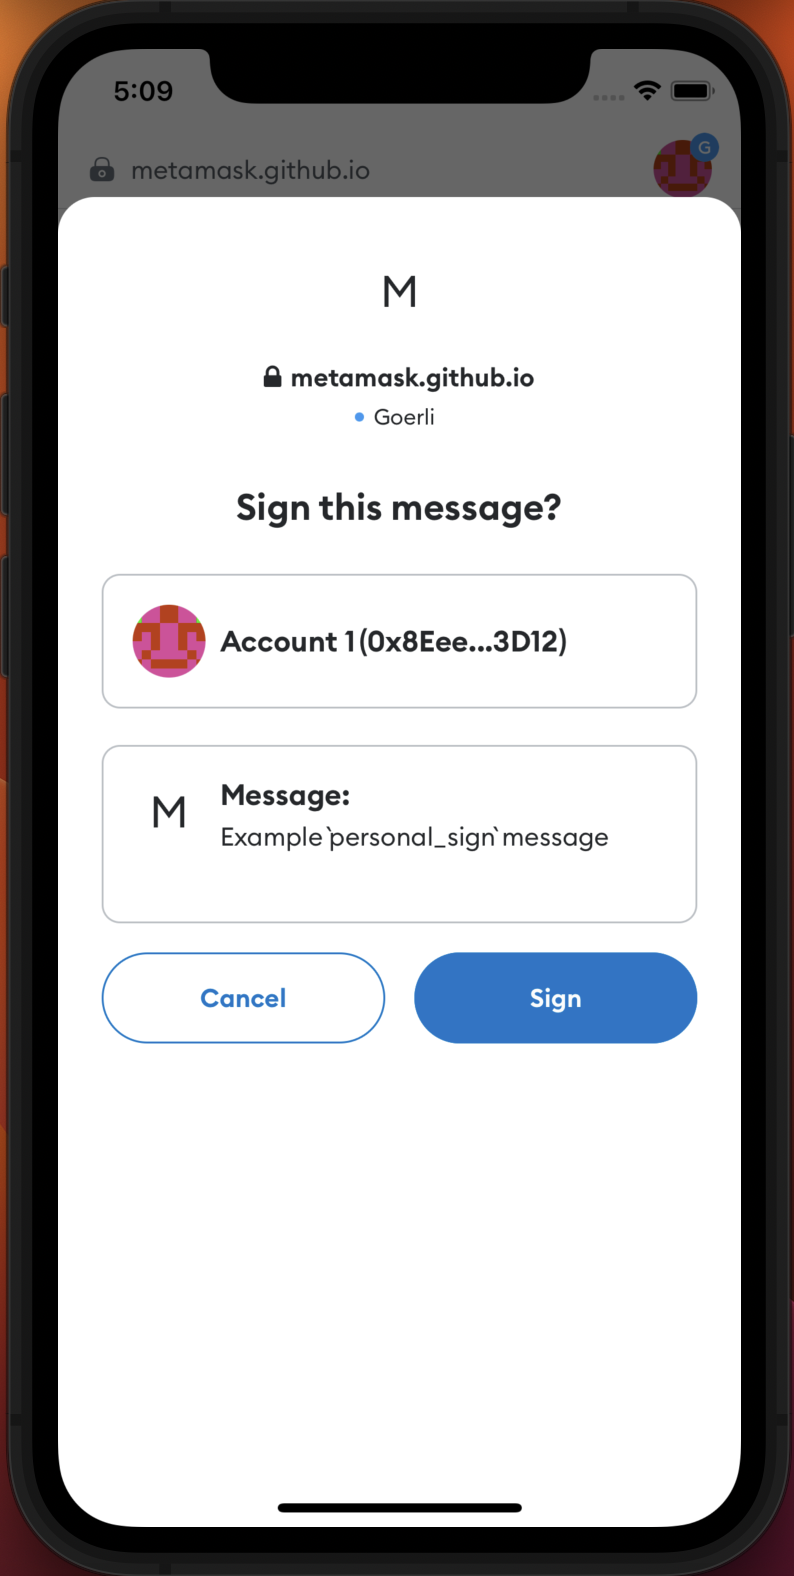 5:09
metamask.github.io
G
M
metamask.github.io
Goerli
Sign this message?
Account 1 (0x8Eee...3D12)
M
Message:
Example `personal_sign` message
Cancel
Sign